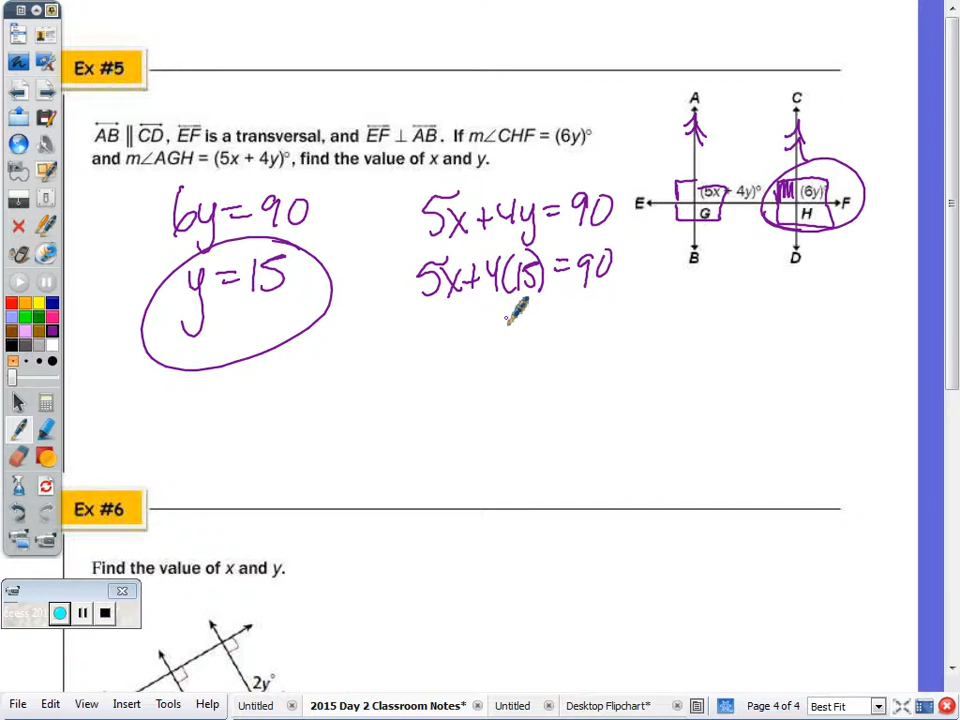 Ex #5
AB || CD, EF is a transversal, and EF ⊥ AB. If m∠CHF = (6y)°
and m∠AGH = (5x + 4y)°, find the value of x and y.
A
C
(5x + 4y)°
(6y)
E
F
G
H
B
D
6y = 90
5x + 4y = 90
y = 15
5x + 4(15) = 90
Ex #6
Find the value of x and y.
2y°
File Edit View Insert Tools Help
Untitled
2015 Day 2 Classroom Notes*
Untitled
Desktop Flipchart*
Page 4 of 4
Best Fit